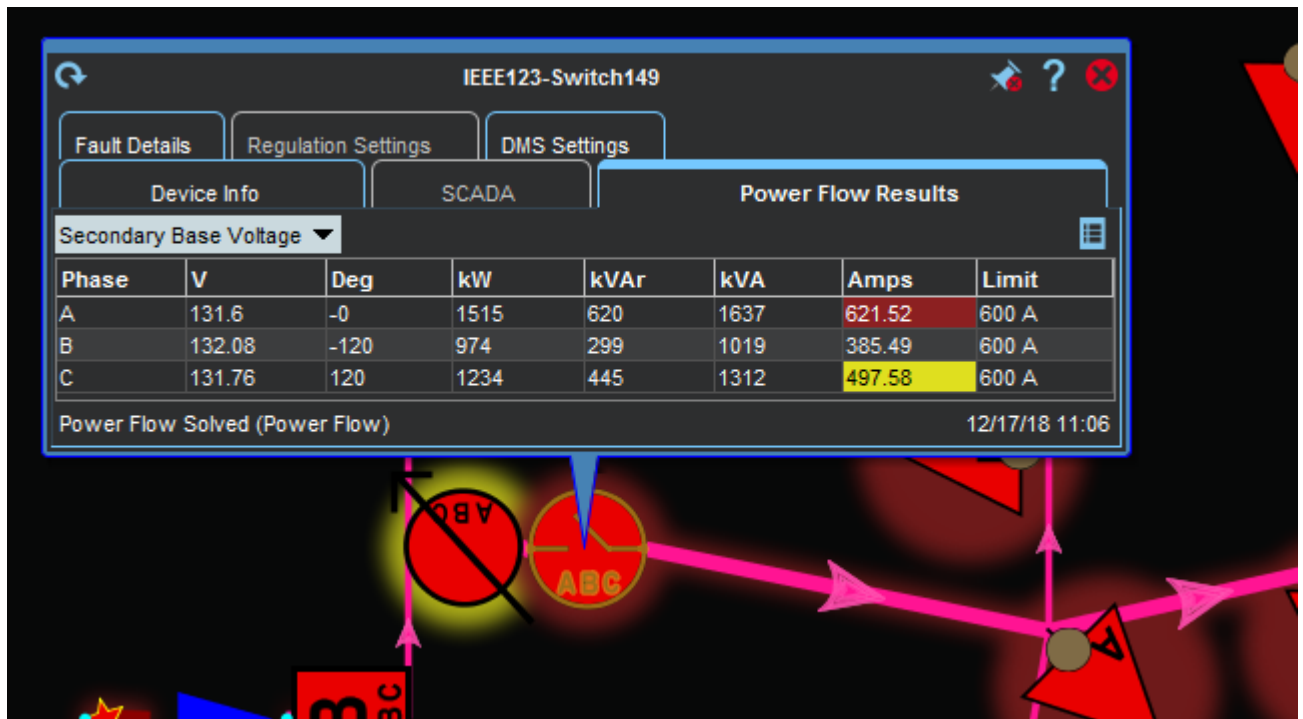 IEEE123-Switch149
?
Fault Details Regulation Settings DMS Settings
Device Info SCADA Power Flow Results
Secondary Base Voltage
Phase V Deg kW kVAr kVA Amps Limit
A 131.6 -0 1515 620 1637 621.52 600 A
B 132.08 -120 974 299 1019 385.49 600 A
C 131.76 120 1234 445 1312 497.58 600 A
Power Flow Solved (Power Flow) 12/17/18 11:06
ABC
ABC
A
B
BC